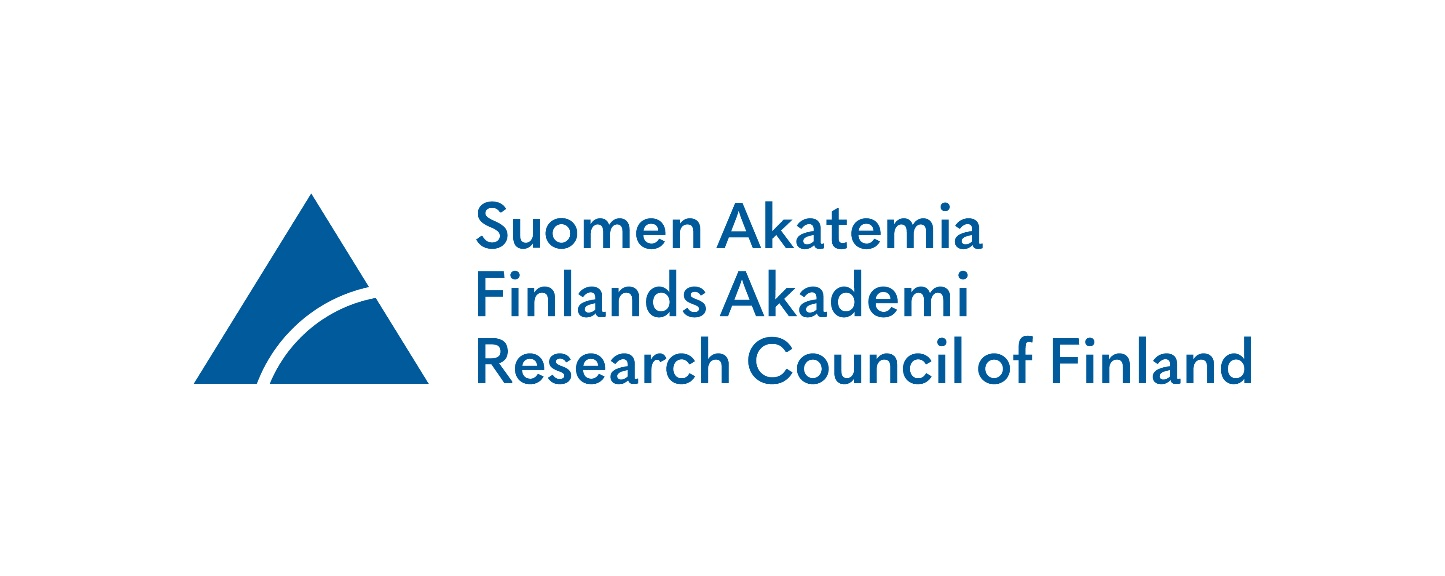 Suomen Akatemia
Finlands Akademi
Research Council of Finland